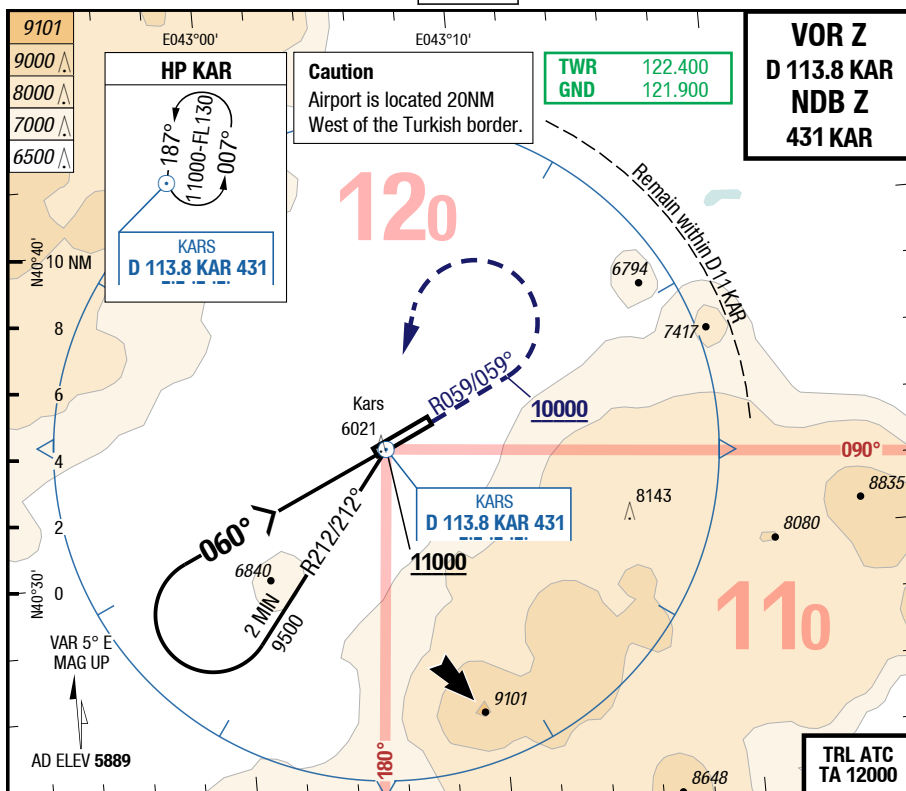 9101
9000
8000
7000
6500
E043°00'
E043°10'
HP KAR
187°
11000-FL130
007°
KARS
D 113.8 KAR 431
Caution
Airport is located 20NM
West of the Turkish border.
TWR 122.400
GND 121.900
VOR Z
D 113.8 KAR
NDB Z
431 KAR
120
Remain within D11 KAR
N40°40'
10 NM
8
6
4
2
0
N40°30'
6794
7417
R059/059°
10000
Kars
6021
090°
8835
8143
8080
KARS
D 113.8 KAR 431
11000
060°
R212/212°
6840
2 MIN
9500
110
VAR 5° E
MAG UP
9101
180°
AD ELEV 5889
8648
TRL ATC
TA 12000